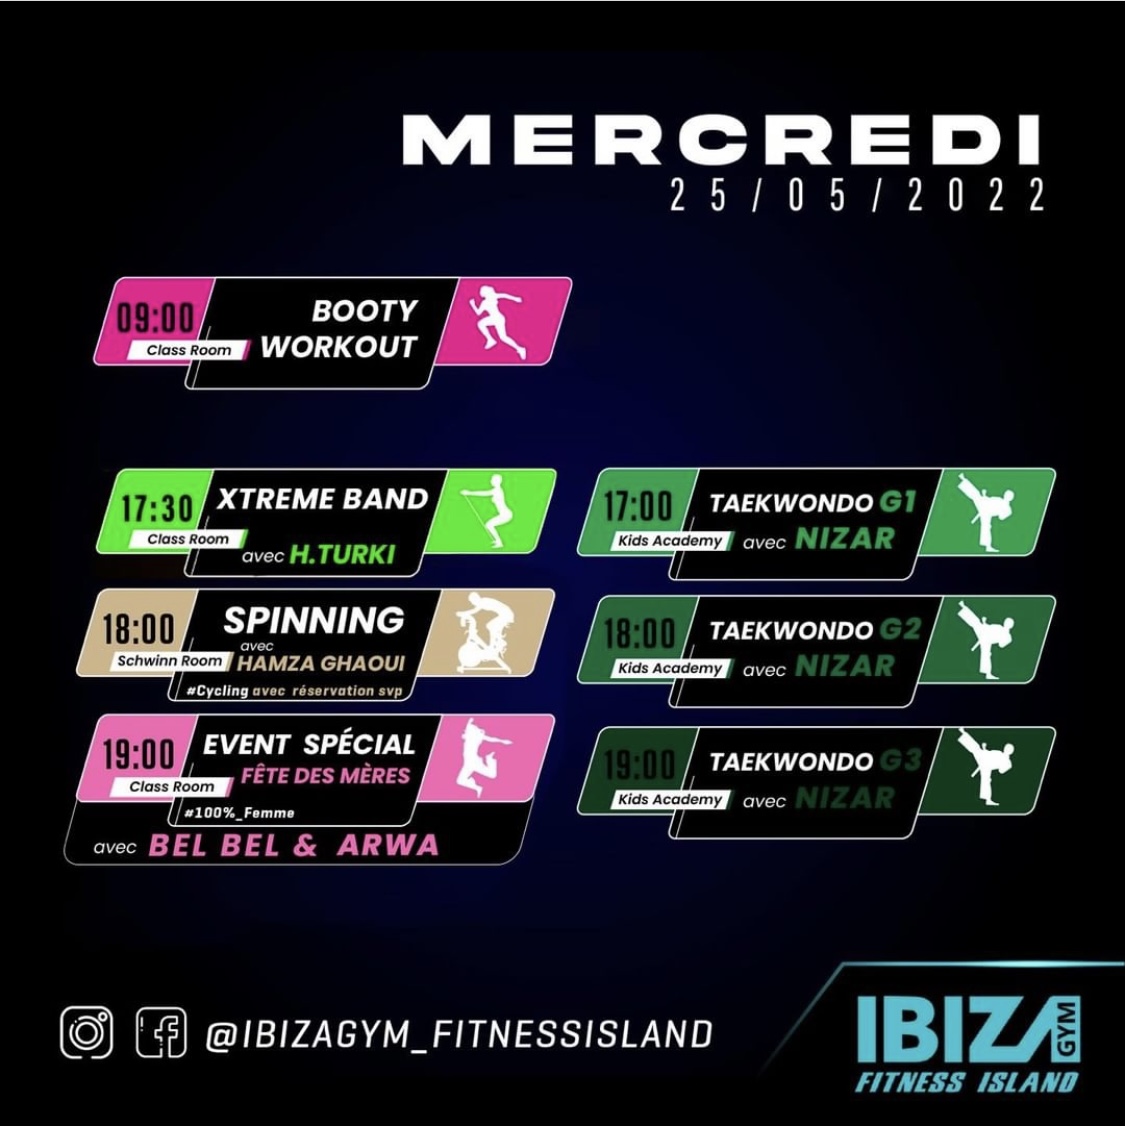 MERCREDI
25/05/2022
09:00
Class Room
BOOTY
WORKOUT
17:30
Class Room
XTREME BAND
avec H.TURKI
18:00
Schwinn Room
SPINNING
avec
HAMZA GHAOUI
#Cycling avec réservation svp
19:00
Class Room
EVENT SPÉCIAL
FÊTE DES MÈRES
#100%_Femme
avec BEL BEL & ARWA
17:00
Kids Academy
TAEKWONDO G1
avec NIZAR
18:00
Kids Academy
TAEKWONDO G2
avec NIZAR
19:00
Kids Academy
TAEKWONDO G3
avec NIZAR
@IBIZAGYM_FITNESSISLAND
IBIZA GYM
FITNESS ISLAND